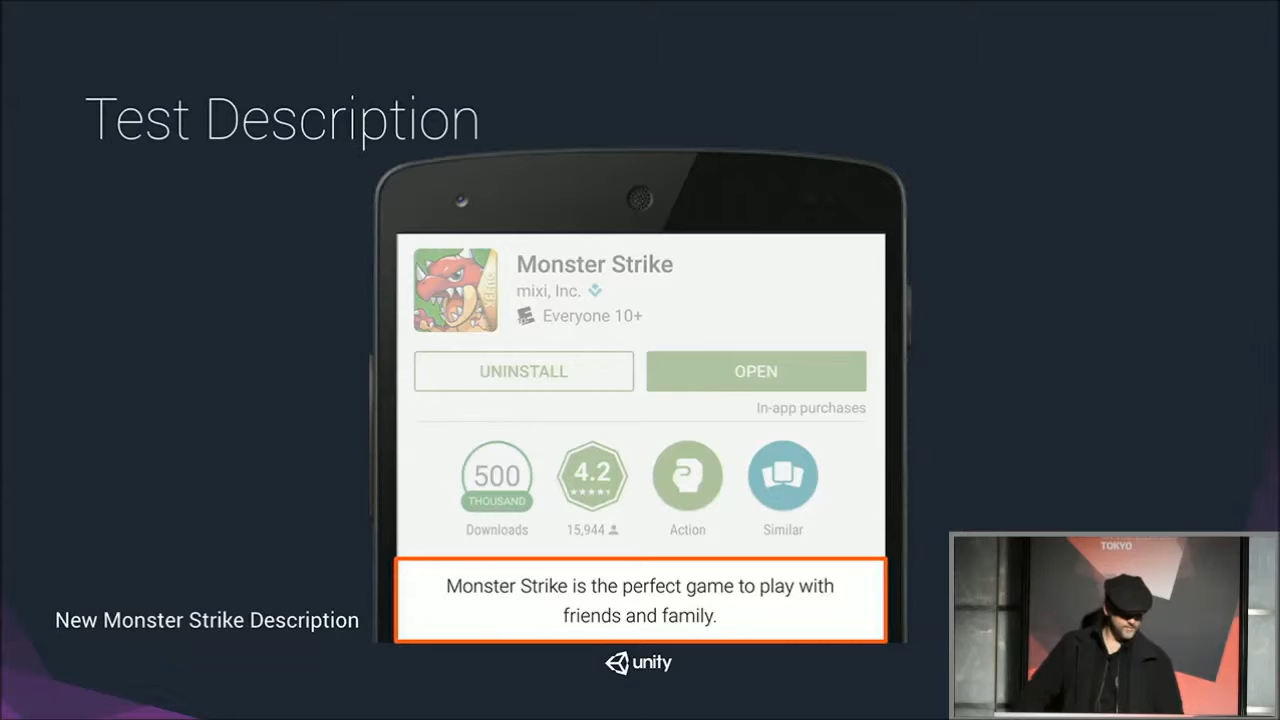 Test Description
Monster Strike
mixi, Inc.
Everyone 10+
UNINSTALL
OPEN
In-app purchases
500
THOUSAND
Downloads
4.2
15,944
Action
Similar
Monster Strike is the perfect game to play with
friends and family.
New Monster Strike Description
unity
TOKYO